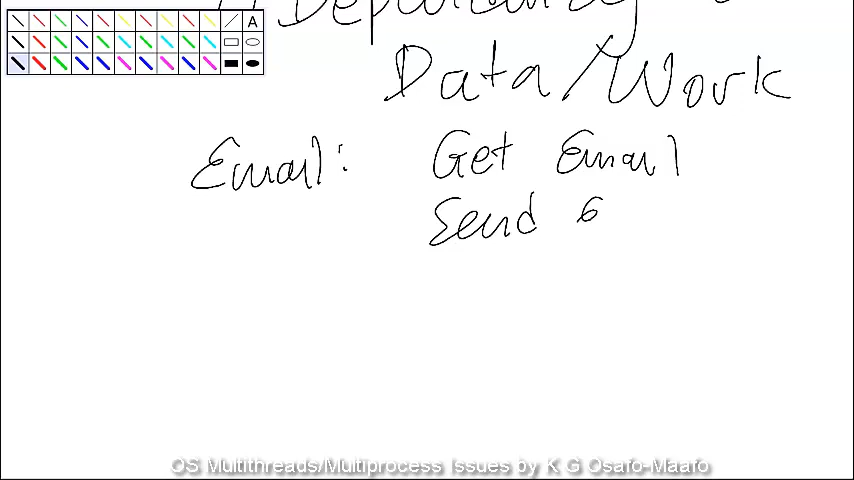 A
Data/Work
Email: Get Email
Send
OS Multithreads/Multiprocess Issues by K G Osafo-Maafo